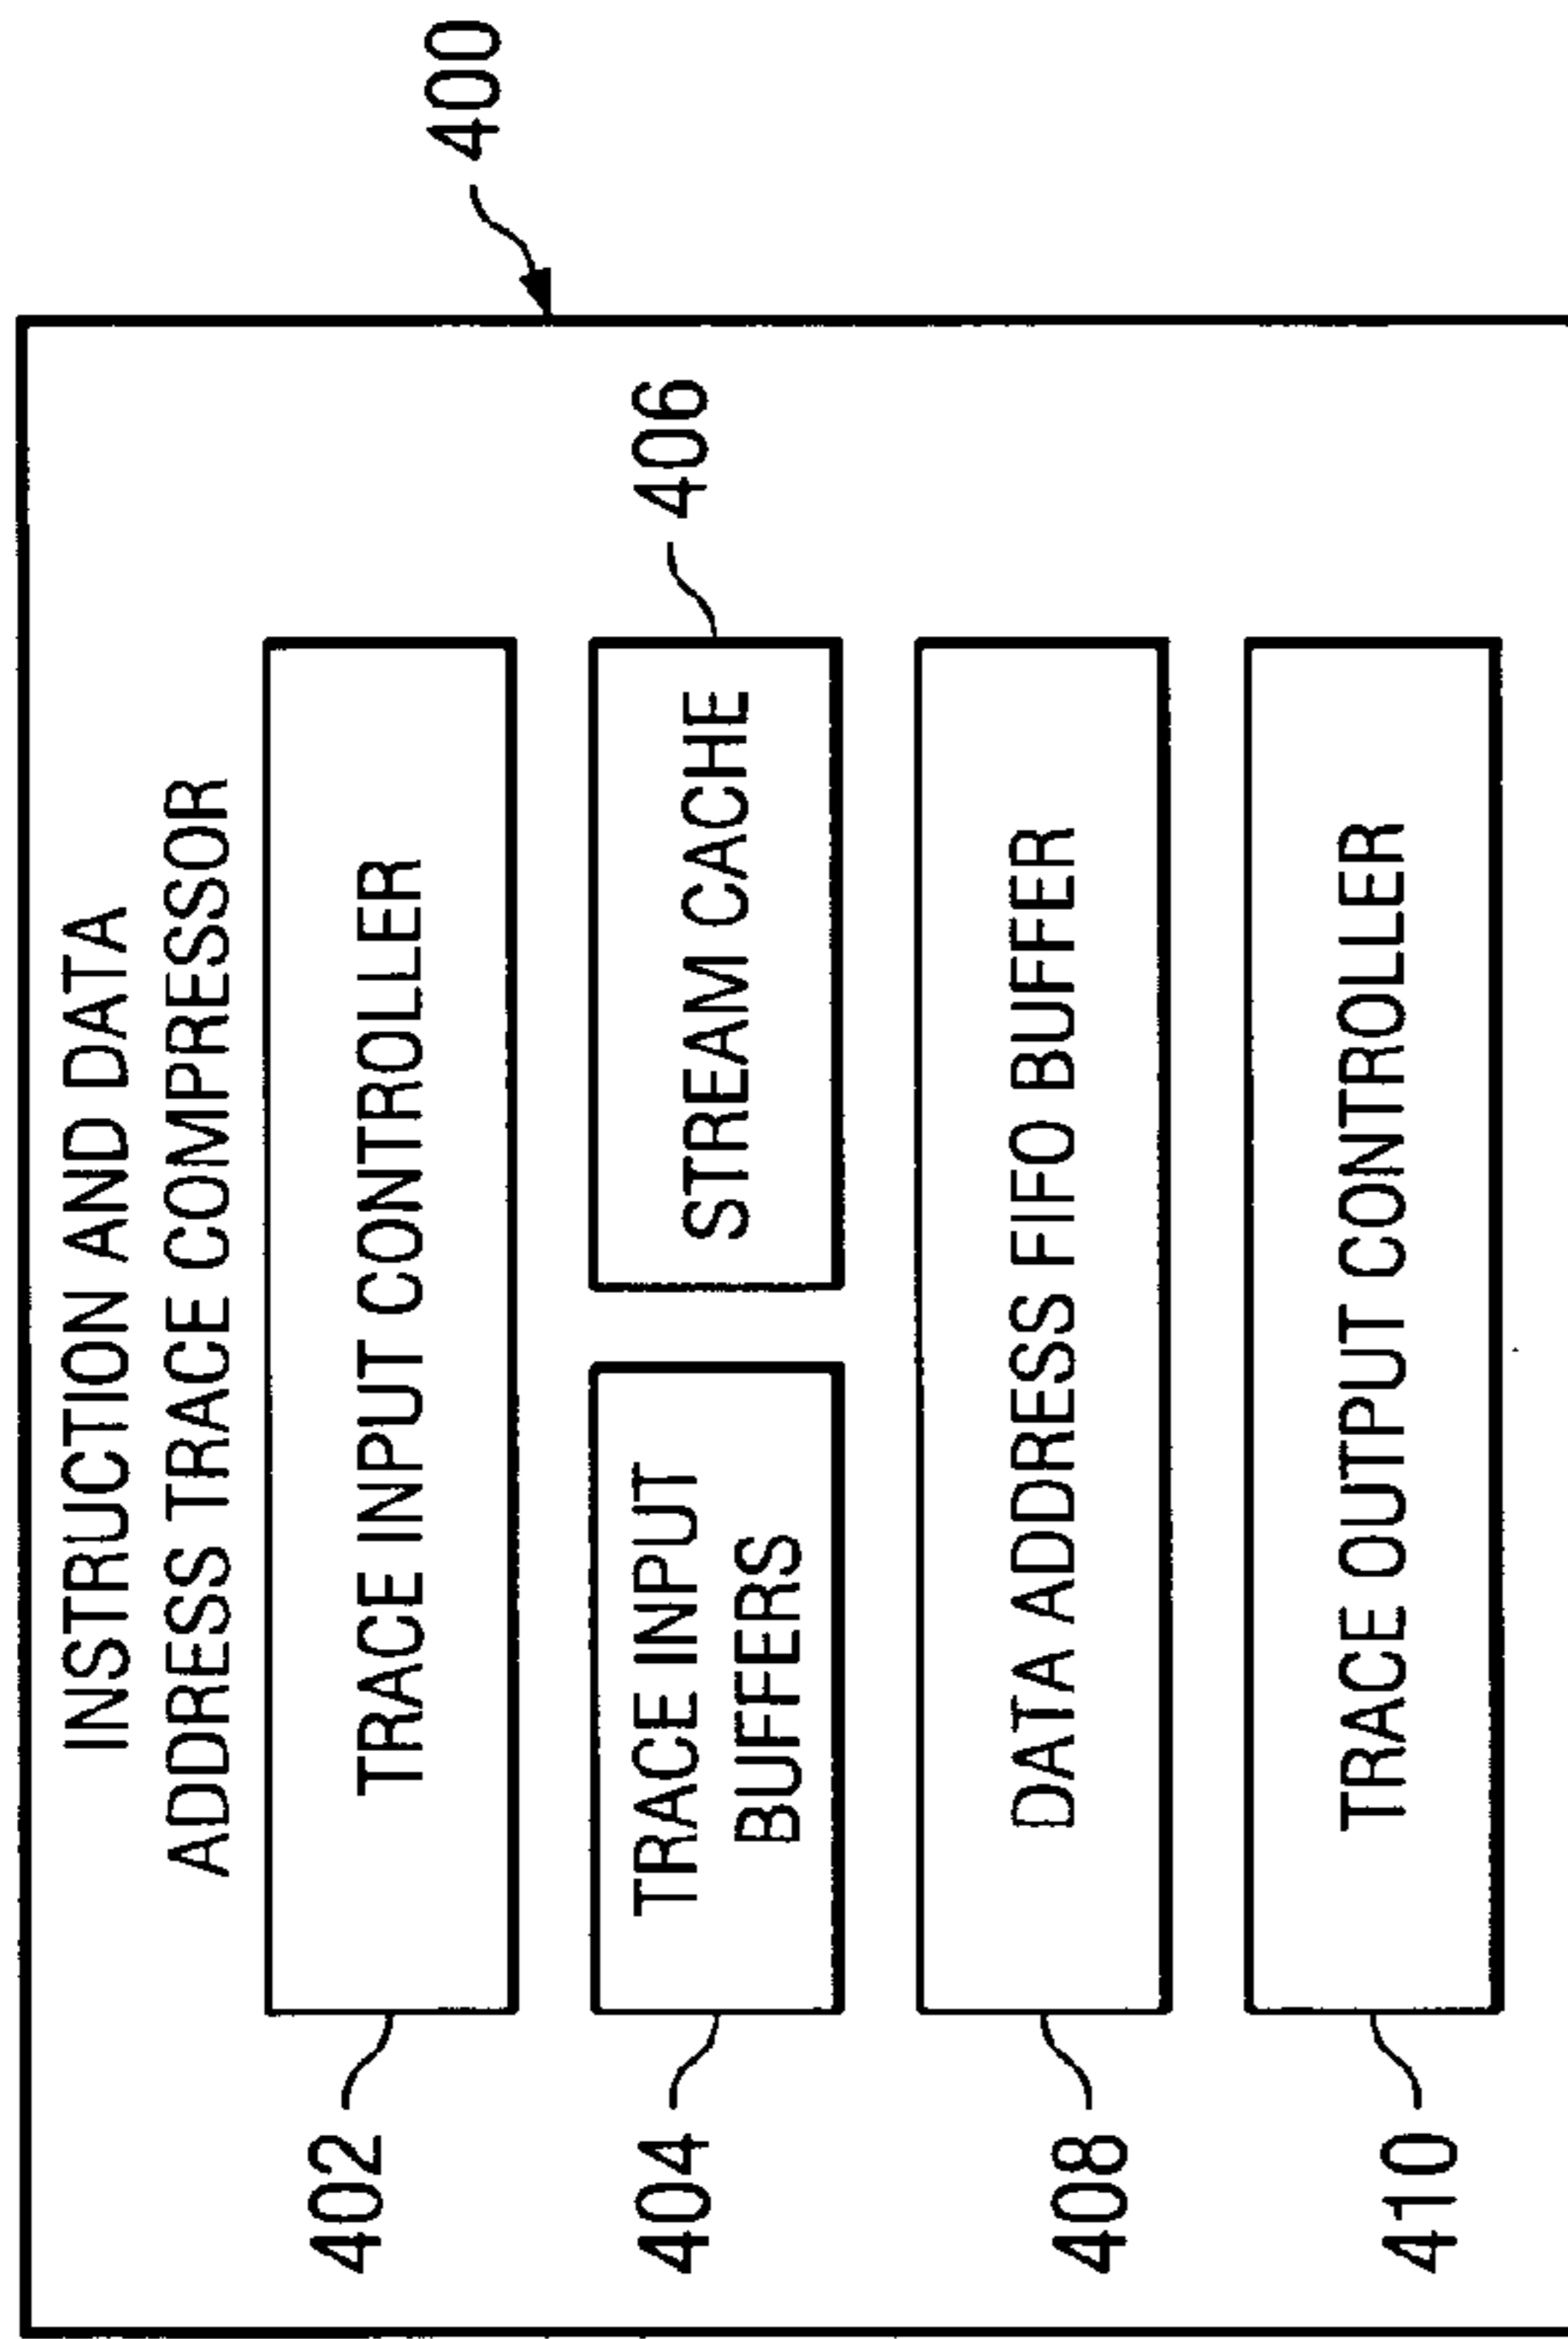 400
INSTRUCTION AND DATA
ADDRESS TRACE COMPRESSOR
402
TRACE INPUT CONTROLLER
404
TRACE INPUT
BUFFERS
STREAM CACHE
406
408
DATA ADDRESS FIFO BUFFER
410
TRACE OUTPUT CONTROLLER